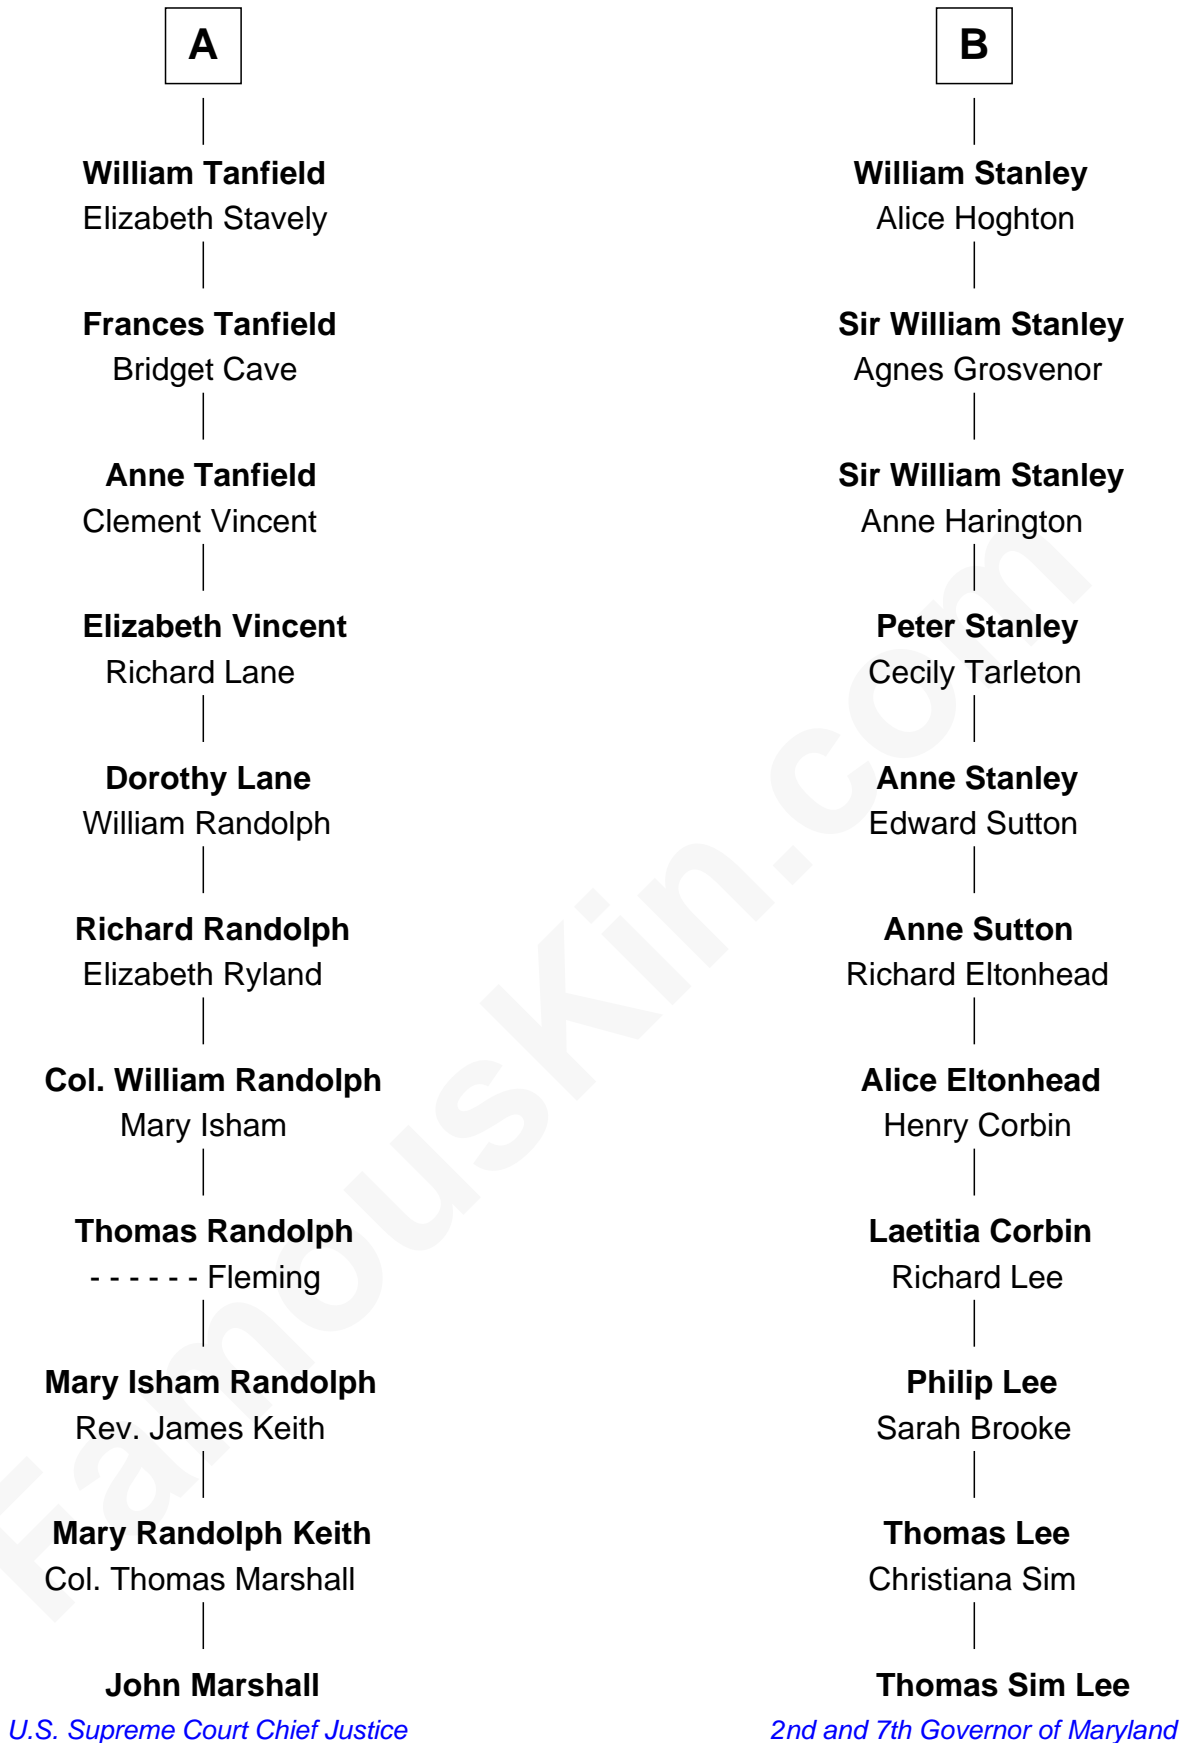 A
William Tanfield
Elizabeth Stavely
Frances Tanfield
Bridget Cave
Anne Tanfield
Clement Vincent
Elizabeth Vincent
Richard Lane
Dorothy Lane
William Randolph
Richard Randolph
Elizabeth Ryland
Col. William Randolph
Mary Isham
Thomas Randolph
- - - - - - Fleming
Mary Isham Randolph
Rev. James Keith
Mary Randolph Keith
Col. Thomas Marshall
John Marshall
U.S. Supreme Court Chief Justice
B
William Stanley
Alice Hoghton
Sir William Stanley
Agnes Grosvenor
Sir William Stanley
Anne Harington
Peter Stanley
Cecily Tarleton
Anne Stanley
Edward Sutton
Anne Sutton
Richard Eltonhead
Alice Eltonhead
Henry Corbin
Laetitia Corbin
Richard Lee
Philip Lee
Sarah Brooke
Thomas Lee
Christiana Sim
Thomas Sim Lee
2nd and 7th Governor of Maryland
FamousKin.com